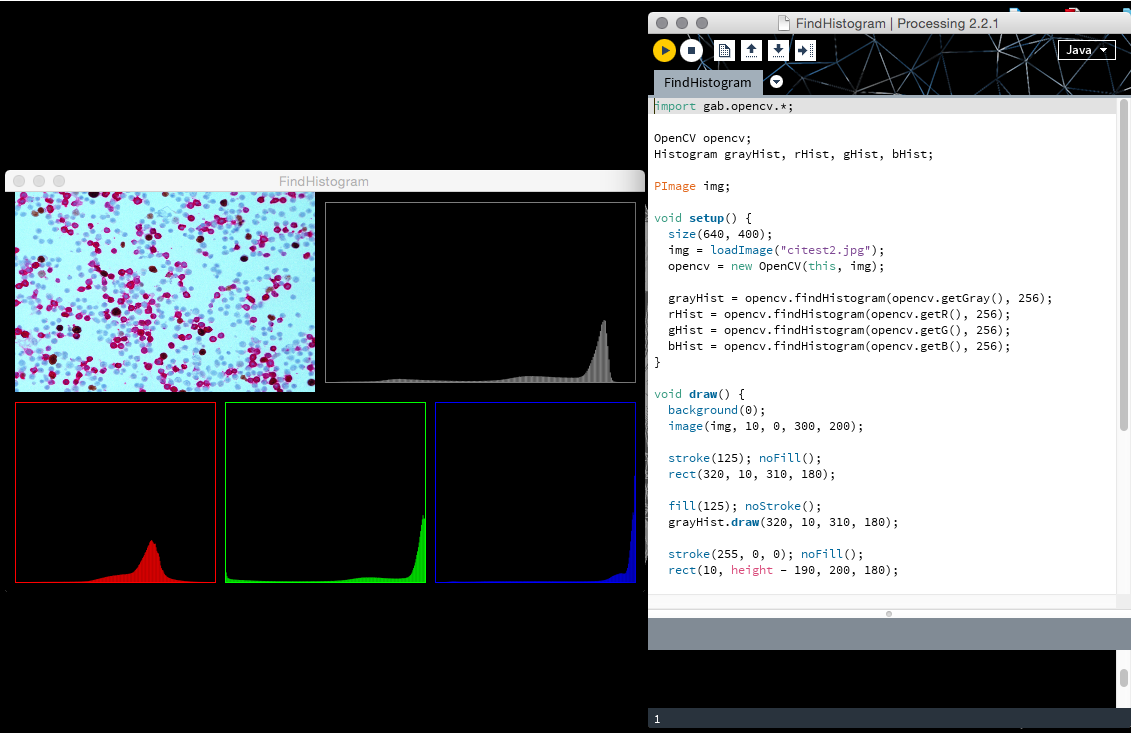 FindHistogram
FindHistogram | Processing 2.2.1
Java
FindHistogram
import gab.opencv.*;
OpenCV opencv;
Histogram grayHist, rHist, gHist, bHist;
PImage img;
void setup() {
size(640, 400);
img = loadImage("citest2.jpg");
opencv = new OpenCV(this, img);
grayHist = opencv.findHistogram(opencv.getGray(), 256);
rHist = opencv.findHistogram(opencv.getR(), 256);
gHist = opencv.findHistogram(opencv.getG(), 256);
bHist = opencv.findHistogram(opencv.getB(), 256);
}
void draw() {
background(0);
image(img, 10, 0, 300, 200);
stroke(125); noFill();
rect(320, 10, 310, 180);
fill(125); noStroke();
grayHist.draw(320, 10, 310, 180);
stroke(255, 0, 0); noFill();
rect(10, height - 190, 200, 180);
1